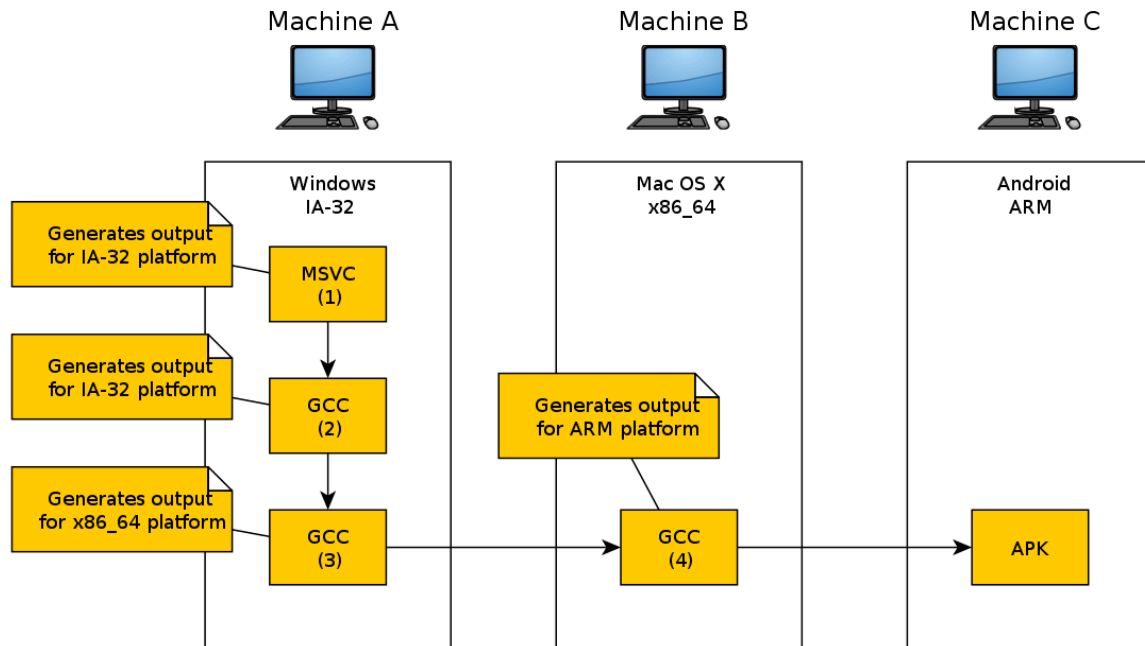 Machine A
Machine B
Machine C
Windows
IA-32
Mac OS X
x86_64
Android
ARM
Generates output
for IA-32 platform
MSVC
(1)
Generates output
for IA-32 platform
GCC
(2)
Generates output
for ARM platform
Generates output
for x86_64 platform
GCC
(3)
GCC
(4)
APK